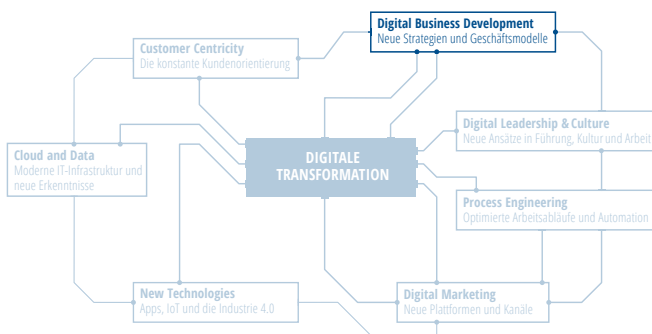 Digital Business Development
Neue Strategien und Geschäftsmodelle
Customer Centricity
Die konstante Kundenorientierung
Digital Leadership & Culture
Neue Ansätze in Führung, Kultur und Arbeit
Cloud and Data
Moderne IT-Infrastruktur und
neue Erkenntnisse
DIGITALE
TRANSFORMATION
Process Engineering
Optimierte Arbeitsabläufe und Automation
New Technologies
Apps, IoT und die Industrie 4.0
Digital Marketing
Neue Plattformen und Kanäle